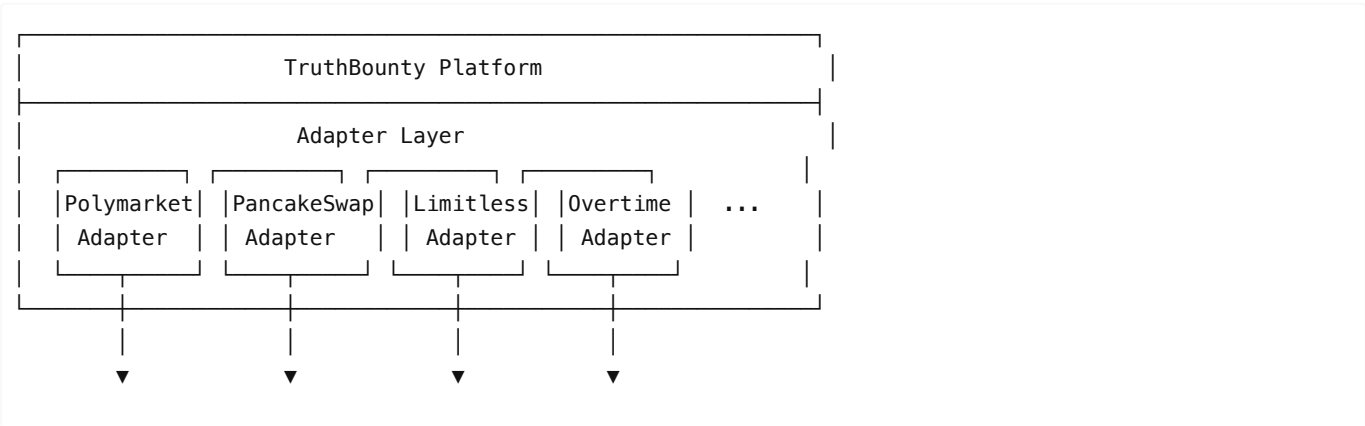 TruthBounty Platform
Adapter Layer
Polymarket PancakeSwap Limitless Overtime ...
Adapter Adapter Adapter Adapter